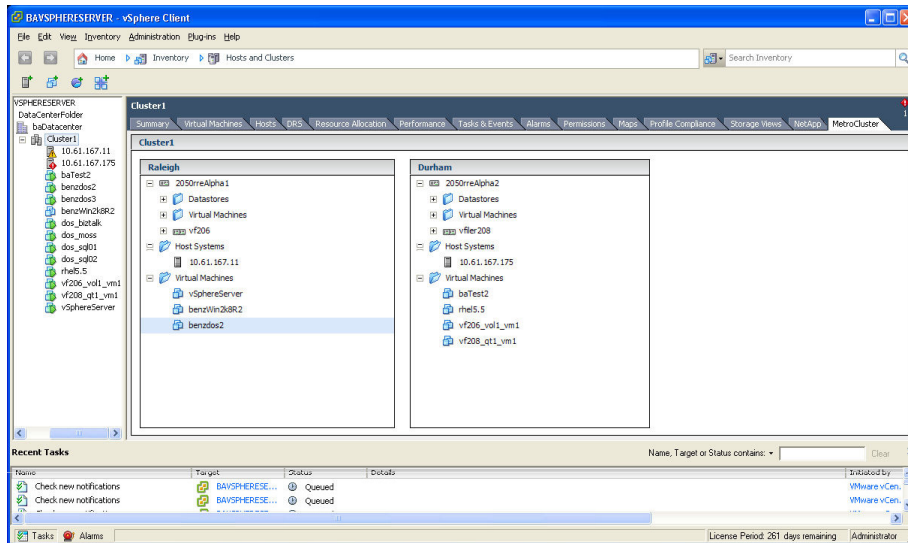 BAVSPHERESERVER - vSphere Client
File Edit View Inventory Administration Plug-ins Help
Home Inventory Hosts and Clusters Search Inventory
VSPHERESERVER
DataCenterFolder
baDatacenter
Cluster1
10.61.167.11
10.61.167.175
baTest2
benzdos2
benzdos3
benzWin2k8R2
dos_biztalk
dos_moss
dos_sql01
dos_sql02
rhel5.5
vf206_vol1_vm1
vf208_qt1_vm1
vSphereServer
Cluster1
Summary Virtual Machines Hosts DRS Resource Allocation Performance Tasks & Events Alarms Permissions Maps Profile Compliance Storage Views NetApp MetroCluster
Cluster1
Raleigh
2050rreAlpha1
Datastores
Virtual Machines
vf206
Host Systems
10.61.167.11
Virtual Machines
vSphereServer
benzWin2k8R2
benzdos2
Durham
2050rreAlpha2
Datastores
Virtual Machines
vfiler208
Host Systems
10.61.167.175
Virtual Machines
baTest2
rhel5.5
vf206_vol1_vm1
vf208_qt1_vm1
Recent Tasks Name, Target or Status contains: Clear
Name Target Status Details Initiated by
Check new notifications BAVSPHERESE... Queued VMware vCen.
Check new notifications BAVSPHERESE... Queued VMware vCen.
Tasks Alarms License Period: 261 days remaining Administrator